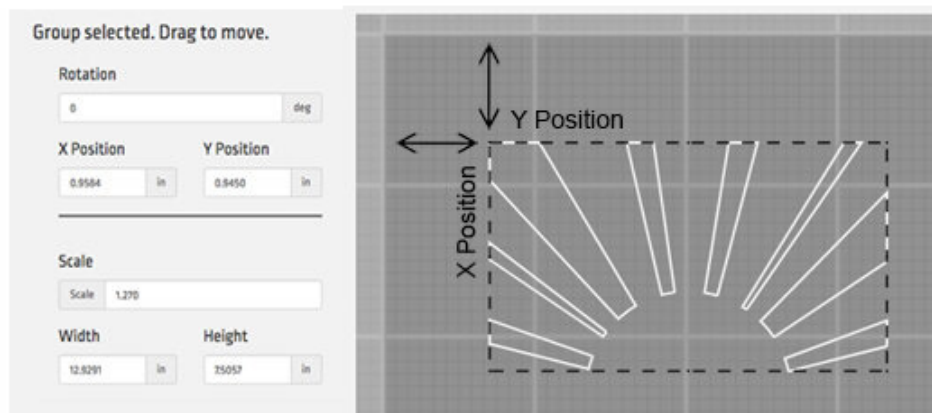 Group selected. Drag to move.
Rotation
0 deg
X Position Y Position
0.9584 in 0.9450 in
Scale
Scale 1.270
Width Height
12.9291 in 7.5057 in
Y Position
X Position